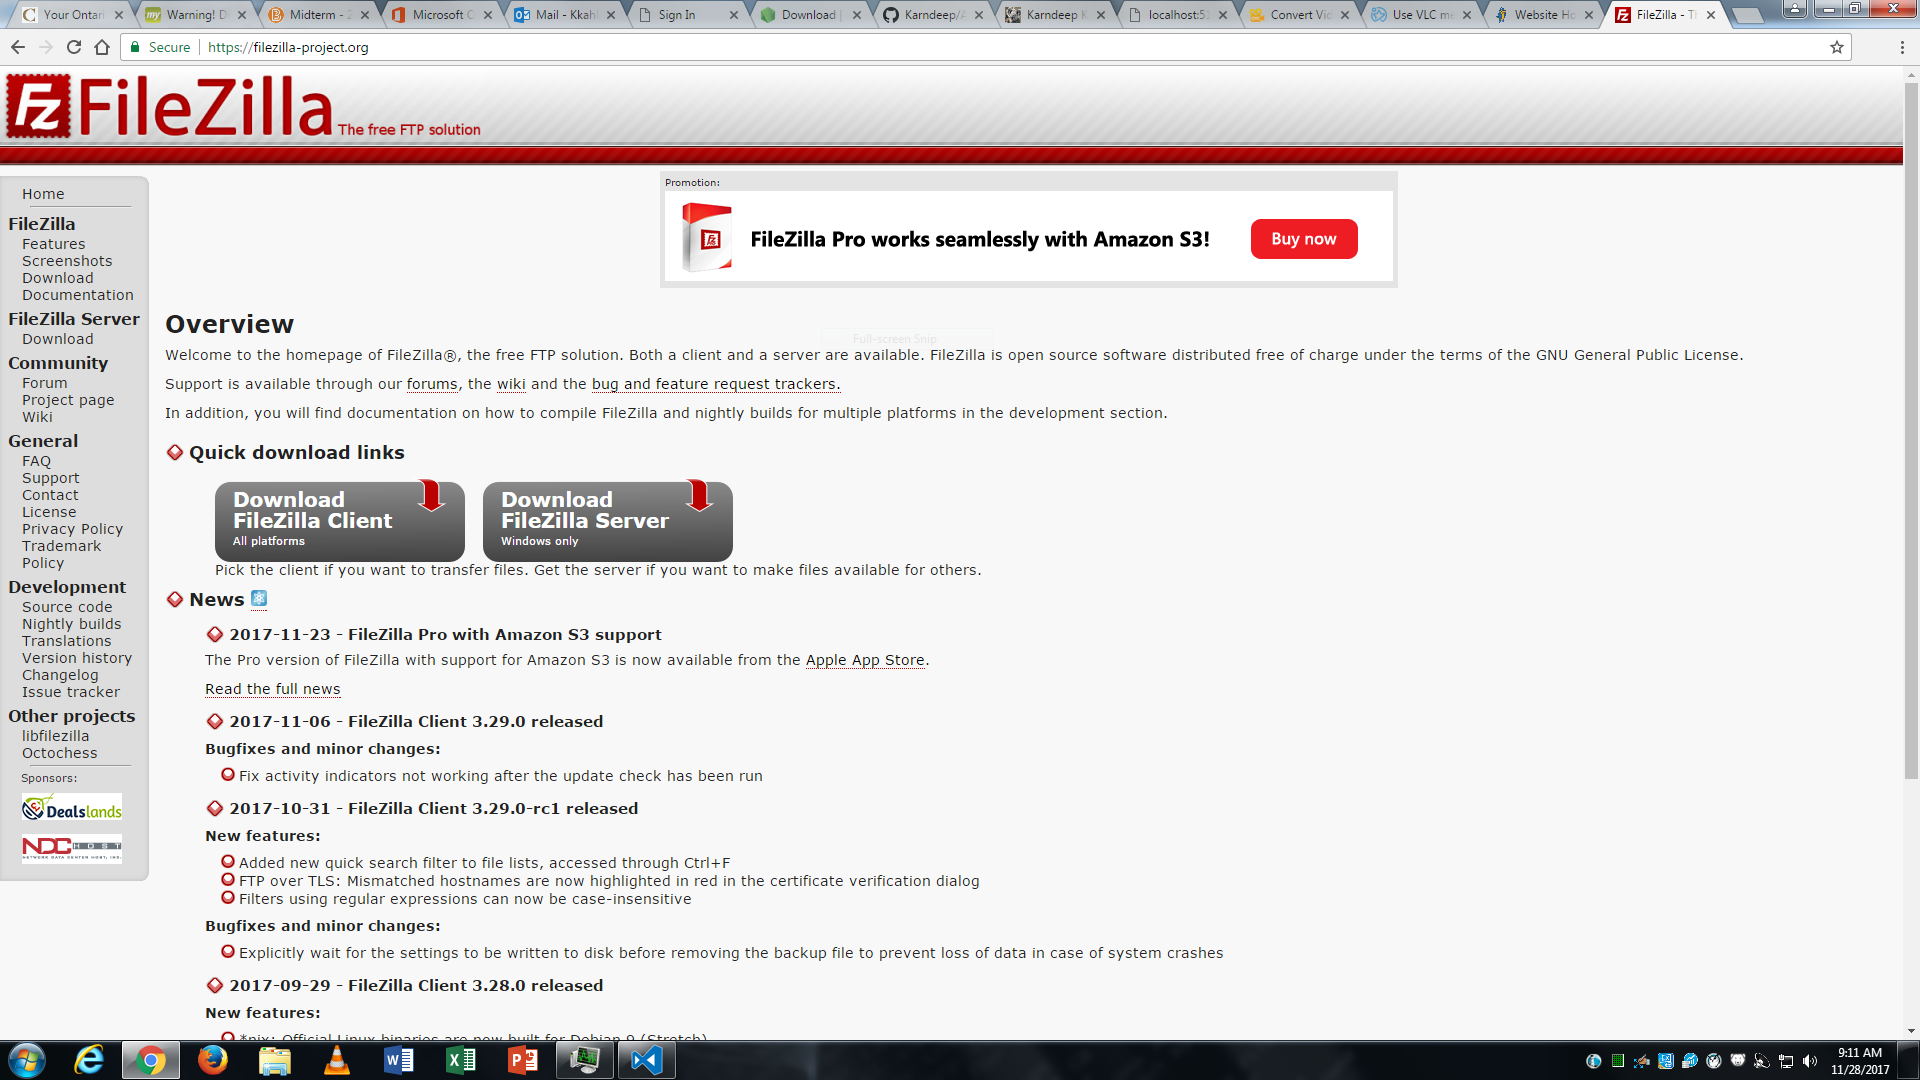 Your Ontari
Warning! Di
Midterm - 2
Microsoft O
Mail - Kkahl
Sign In
Download |
Karndeep/A
Karndeep K
localhost:53
Convert Vid
Use VLC me
Website Ho
FileZilla - Th
Secure
https://filezilla-project.org
FileZilla The free FTP solution
Home
FileZilla
Features
Screenshots
Download
Documentation
FileZilla Server
Download
Community
Forum
Project page
Wiki
General
FAQ
Support
Contact
License
Privacy Policy
Trademark
Policy
Development
Source code
Nightly builds
Translations
Version history
Changelog
Issue tracker
Other projects
libfilezilla
Octochess
Sponsors:
Dealslands
NDC HOST
NETWORK DATA CENTER HOST, INC.
Promotion:
FileZilla Pro works seamlessly with Amazon S3!
Buy now
Overview
Full-screen Snip
Welcome to the homepage of FileZilla®, the free FTP solution. Both a client and a server are available. FileZilla is open source software distributed free of charge under the terms of the GNU General Public License.
Support is available through our forums, the wiki and the bug and feature request trackers.
In addition, you will find documentation on how to compile FileZilla and nightly builds for multiple platforms in the development section.
Quick download links
Download
FileZilla Client
All platforms
Download
FileZilla Server
Windows only
Pick the client if you want to transfer files. Get the server if you want to make files available for others.
News
2017-11-23 - FileZilla Pro with Amazon S3 support
The Pro version of FileZilla with support for Amazon S3 is now available from the Apple App Store.
Read the full news
2017-11-06 - FileZilla Client 3.29.0 released
Bugfixes and minor changes:
Fix activity indicators not working after the update check has been run
2017-10-31 - FileZilla Client 3.29.0-rc1 released
New features:
Added new quick search filter to file lists, accessed through Ctrl+F
FTP over TLS: Mismatched hostnames are now highlighted in red in the certificate verification dialog
Filters using regular expressions can now be case-insensitive
Bugfixes and minor changes:
Explicitly wait for the settings to be written to disk before removing the backup file to prevent loss of data in case of system crashes
2017-09-29 - FileZilla Client 3.28.0 released
New features:
*nix: Official Linux binaries are now built for Debian 9 (Stretch)
9:11 AM
11/28/2017